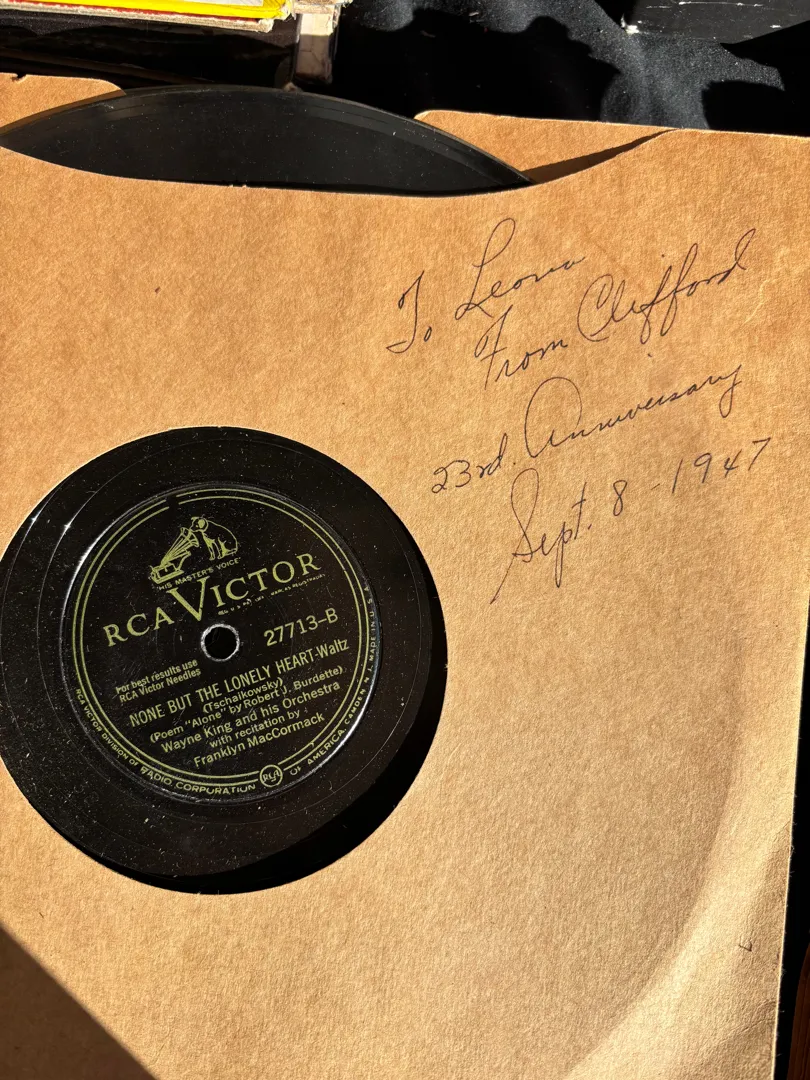 To Leona
From Clifford
23rd. Anniversary
Sept. 8 - 1947
"HIS MASTER'S VOICE"
RCA VICTOR
27713-B
For best results use
RCA Victor Needles
NONE BUT THE LONELY HEART-Waltz
(Tschaikowsky)
(Poem "Alone" by Robert J. Burdette)
Wayne King and his Orchestra
with recitation by
Franklyn MacCormack
RCA VICTOR DIVISION OF RADIO CORPORATION RCA OF AMERICA, CAMDEN, N. J. MADE IN U. S.